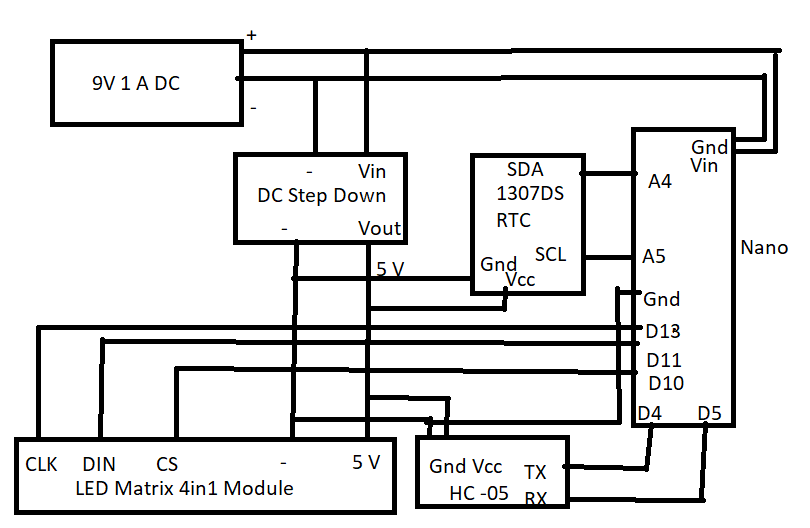 +
9V 1 A DC
-
Gnd
Vin
- Vin
DC Step Down
- Vout
SDA
1307DS
RTC
SCL
Gnd
Vcc
A4
Nano
A5
5 V
Gnd
D13
D11
D10
D4 D5
CLK DIN CS - 5 V
LED Matrix 4in1 Module
Gnd Vcc TX
HC -05 RX